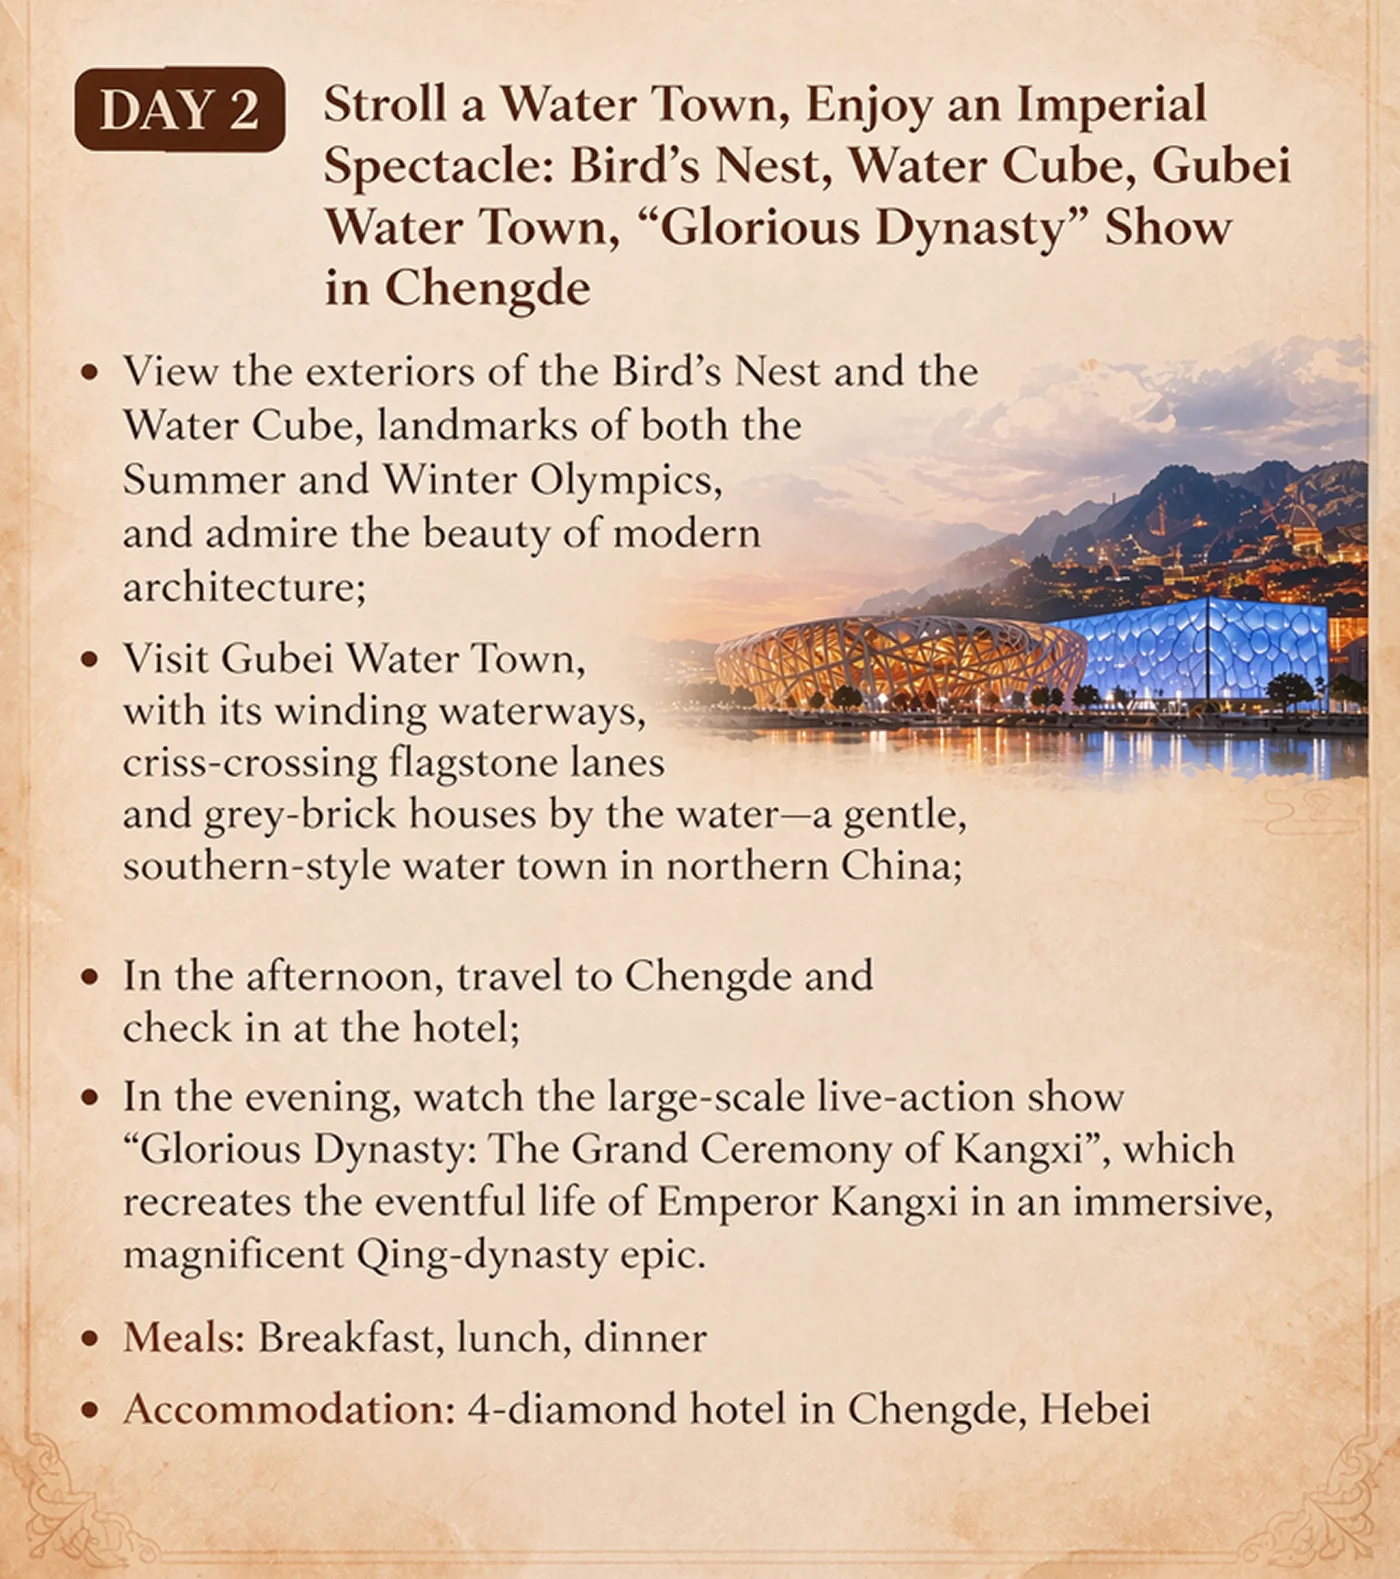 DAY 2
Stroll a Water Town, Enjoy an Imperial
Spectacle: Bird’s Nest, Water Cube, Gubei
Water Town, “Glorious Dynasty” Show
in Chengde
• View the exteriors of the Bird’s Nest and the
Water Cube, landmarks of both the
Summer and Winter Olympics,
and admire the beauty of modern
architecture;
• Visit Gubei Water Town,
with its winding waterways,
criss-crossing flagstone lanes
and grey-brick houses by the water—a gentle,
southern-style water town in northern China;
• In the afternoon, travel to Chengde and
check in at the hotel;
• In the evening, watch the large-scale live-action show
“Glorious Dynasty: The Grand Ceremony of Kangxi”, which
recreates the eventful life of Emperor Kangxi in an immersive,
magnificent Qing-dynasty epic.
• Meals: Breakfast, lunch, dinner
• Accommodation: 4-diamond hotel in Chengde, Hebei